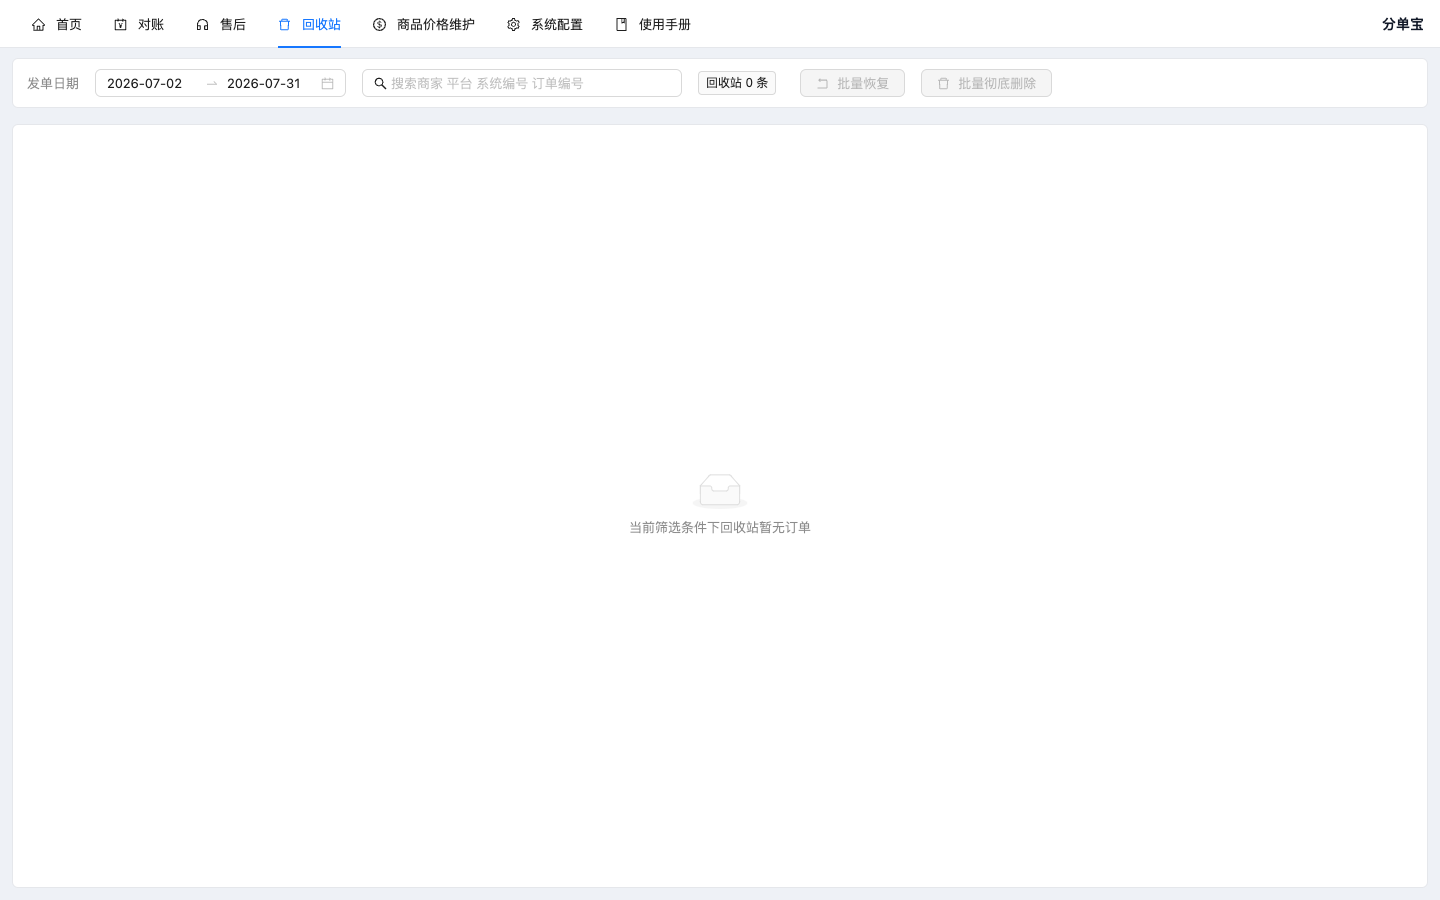 首页 对账 售后 回收站 商品价格维护 系统配置 使用手册 分单宝
发单日期 2026-07-02 2026-07-31 搜索商家 平台 系统编号 订单编号 回收站 0 条 批量恢复 批量彻底删除
当前筛选条件下回收站暂无订单